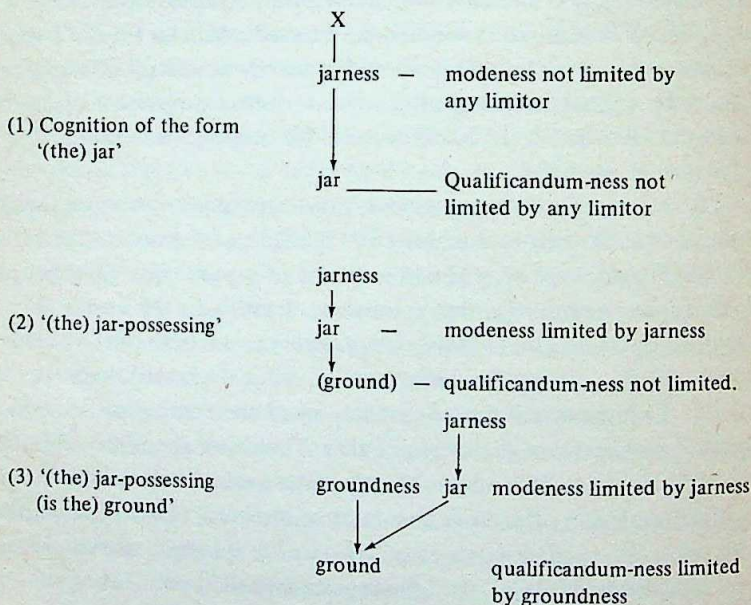 X
jarness — modeness not limited by
any limitor
(1) Cognition of the form
'(the) jar'
jar ______ Qualificandum-ness not
limited by any limitor
jarness
(2) '(the) jar-possessing' jar — modeness limited by jarness
(ground) — qualificandum-ness not limited.
jarness
(3) '(the) jar-possessing groundness jar modeness limited by jarness
(is the) ground'
ground qualificandum-ness limited
by groundness